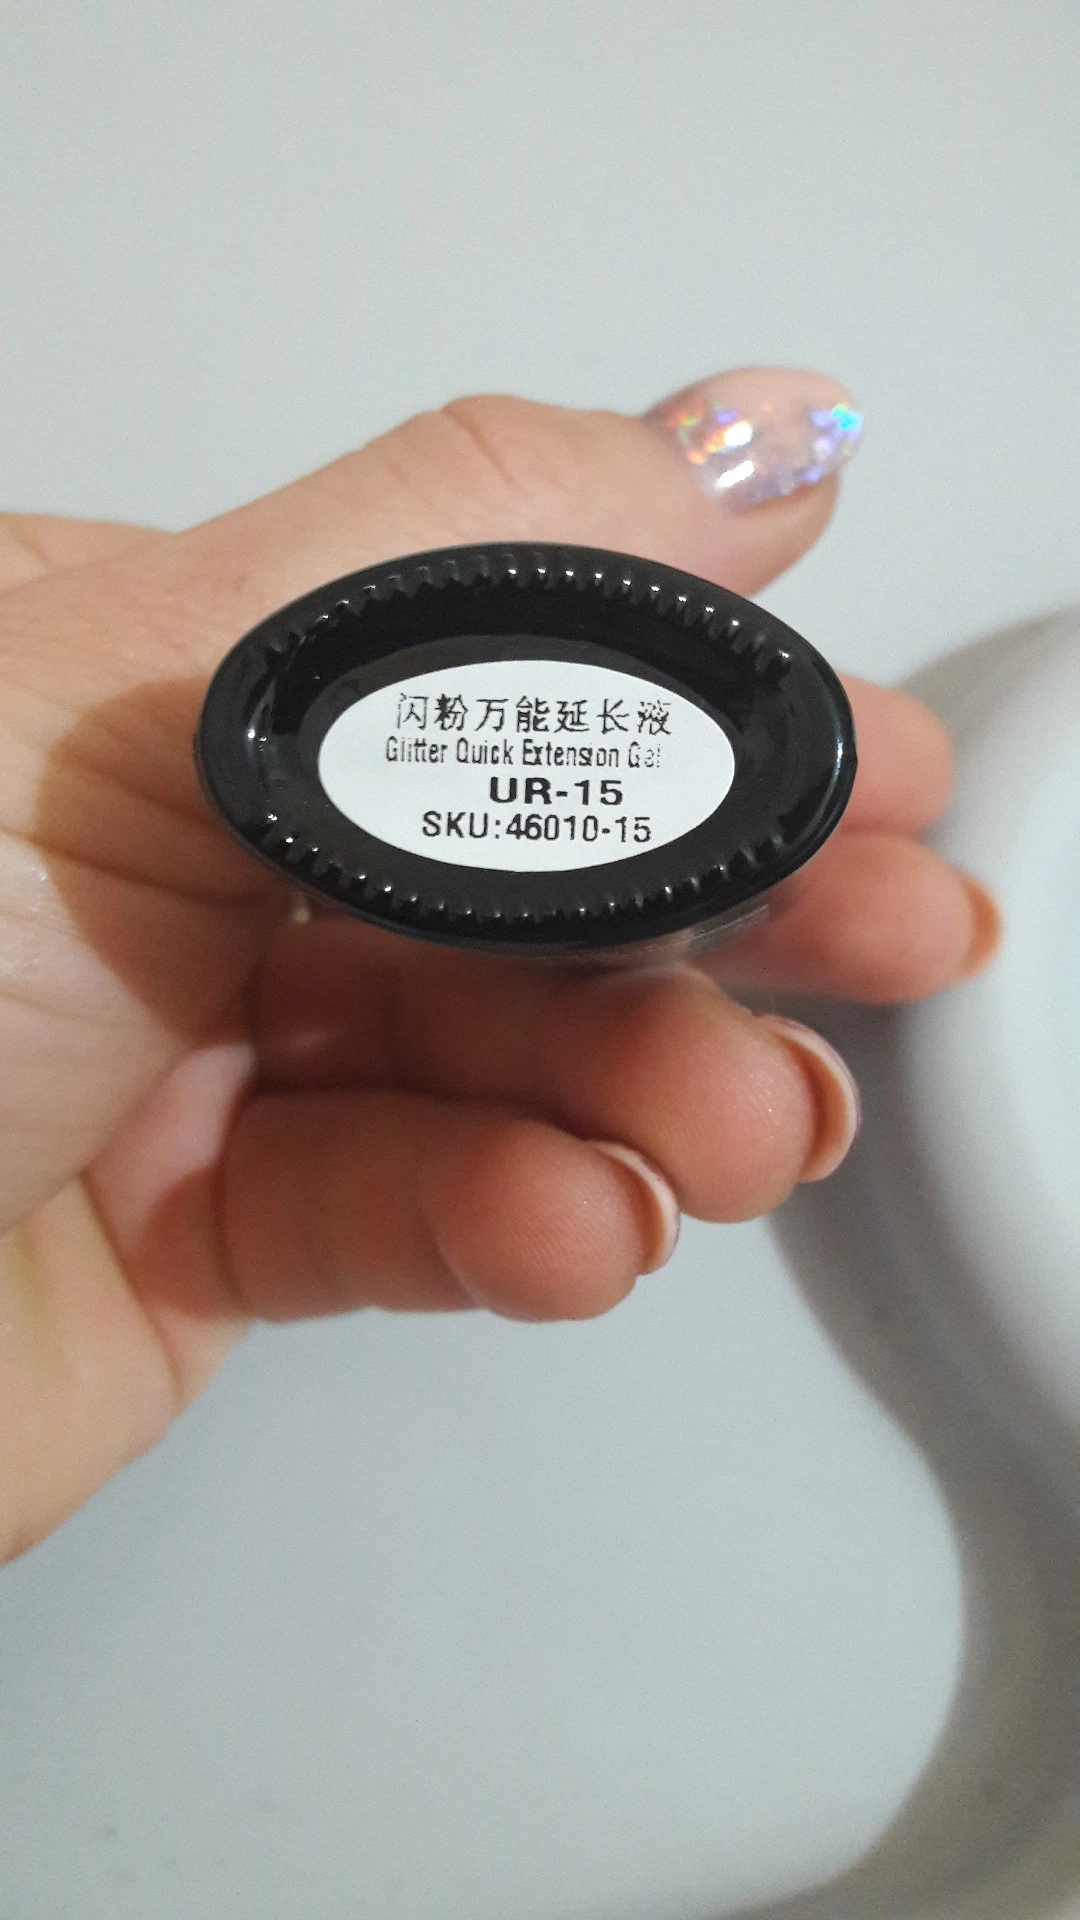 闪粉万能延长液
Glitter Quick Extension Gel
UR-15
SKU:46010-15